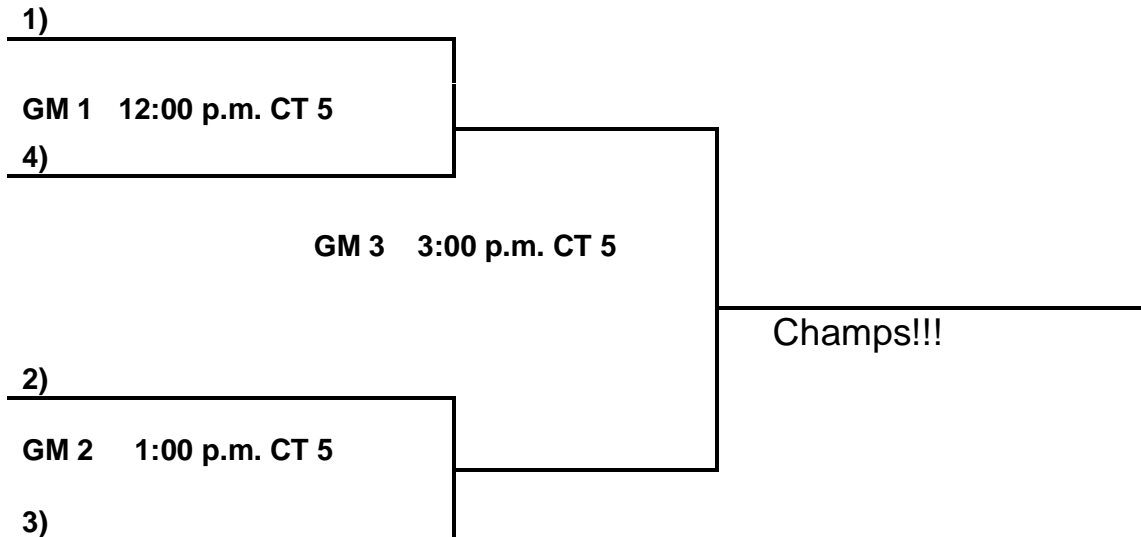 1)
GM 1 12:00 p.m. CT 5
4)
GM 3 3:00 p.m. CT 5
Champs!!!
2)
GM 2 1:00 p.m. CT 5
3)